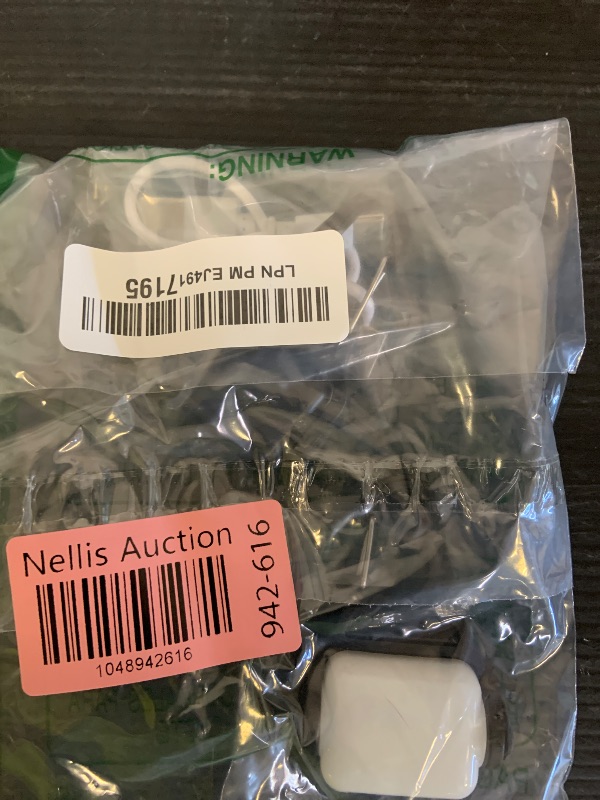 WARNING:
LPN PM EJ4917195
Nellis Auction
942-616
1048942616